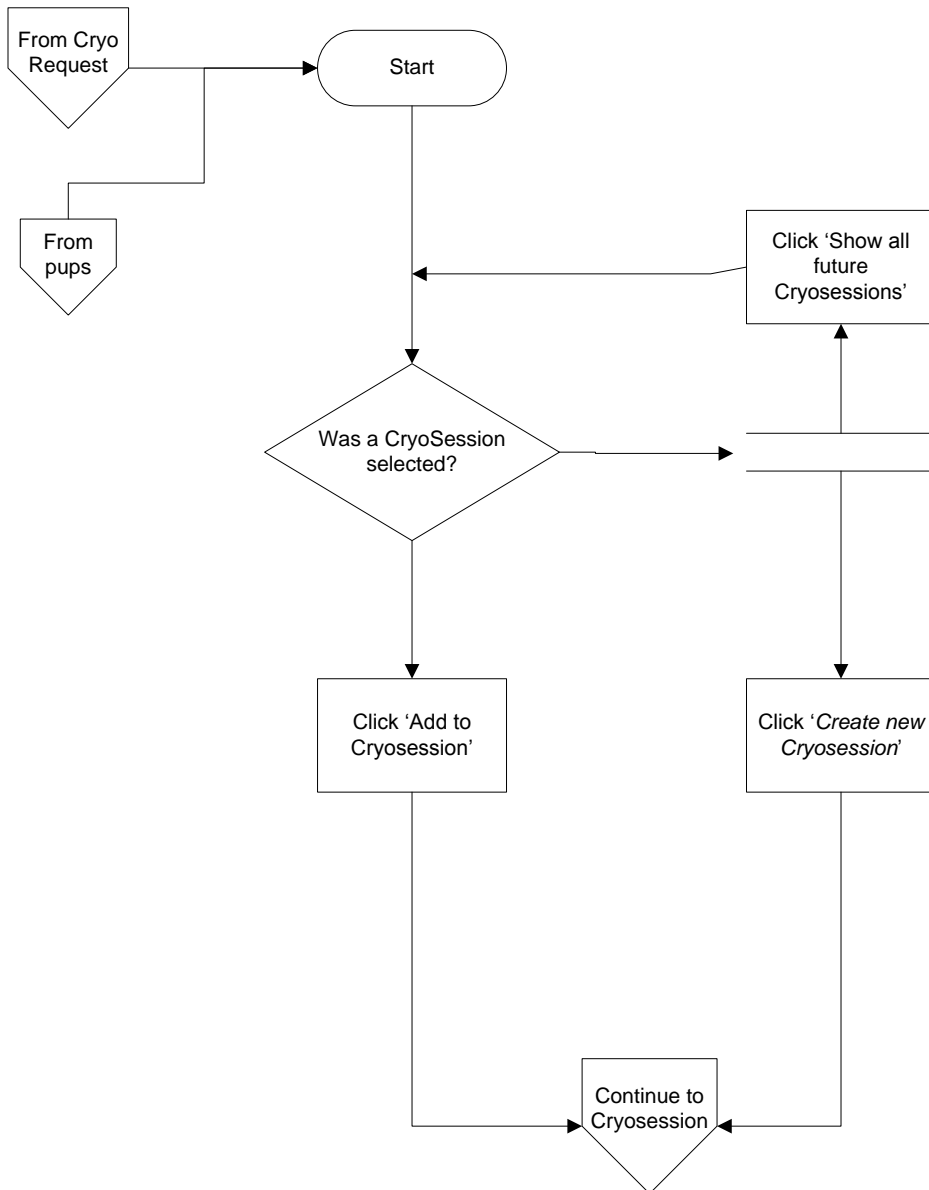 From Cryo
Request
Start
From
pups
Click ‘Show all
future
Cryosessions’
Was a CryoSession
selected?
Click ‘Add to
Cryosession’
Click ‘Create new
Cryosession’
Continue to
Cryosession